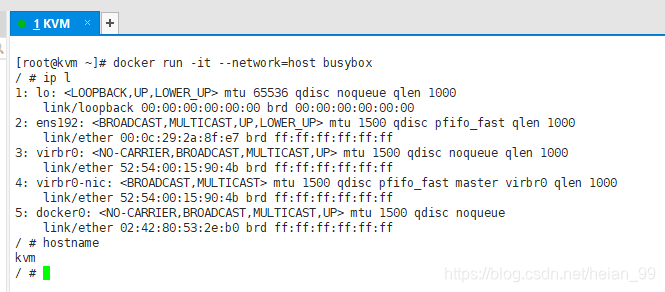 1 KVM × +
[root@kvm ~]# docker run -it --network=host busybox
/ # ip l
1: lo: <LOOPBACK,UP,LOWER_UP> mtu 65536 qdisc noqueue qlen 1000
    link/loopback 00:00:00:00:00:00 brd 00:00:00:00:00:00
2: ens192: <BROADCAST,MULTICAST,UP,LOWER_UP> mtu 1500 qdisc pfifo_fast qlen 1000
    link/ether 00:0c:29:2a:8f:e7 brd ff:ff:ff:ff:ff:ff
3: virbr0: <NO-CARRIER,BROADCAST,MULTICAST,UP> mtu 1500 qdisc noqueue qlen 1000
    link/ether 52:54:00:15:90:4b brd ff:ff:ff:ff:ff:ff
4: virbr0-nic: <BROADCAST,MULTICAST> mtu 1500 qdisc pfifo_fast master virbr0 qlen 1000
    link/ether 52:54:00:15:90:4b brd ff:ff:ff:ff:ff:ff
5: docker0: <NO-CARRIER,BROADCAST,MULTICAST,UP> mtu 1500 qdisc noqueue
    link/ether 02:42:80:53:2e:b0 brd ff:ff:ff:ff:ff:ff
/ # hostname
kvm
/ #
https://blog.csdn.net/heian_99